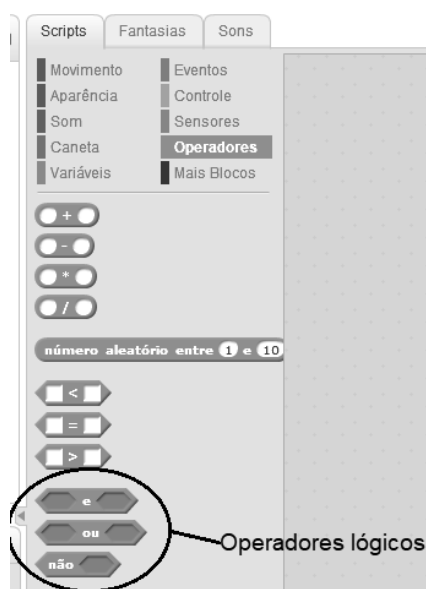 Scripts Fantasias Sons
Movimento Eventos
Aparência Controle
Som Sensores
Caneta Operadores
Variáveis Mais Blocos
+
-
*
/
número aleatório entre 1 e 10
<
=
>
e
ou
não
Operadores lógicos